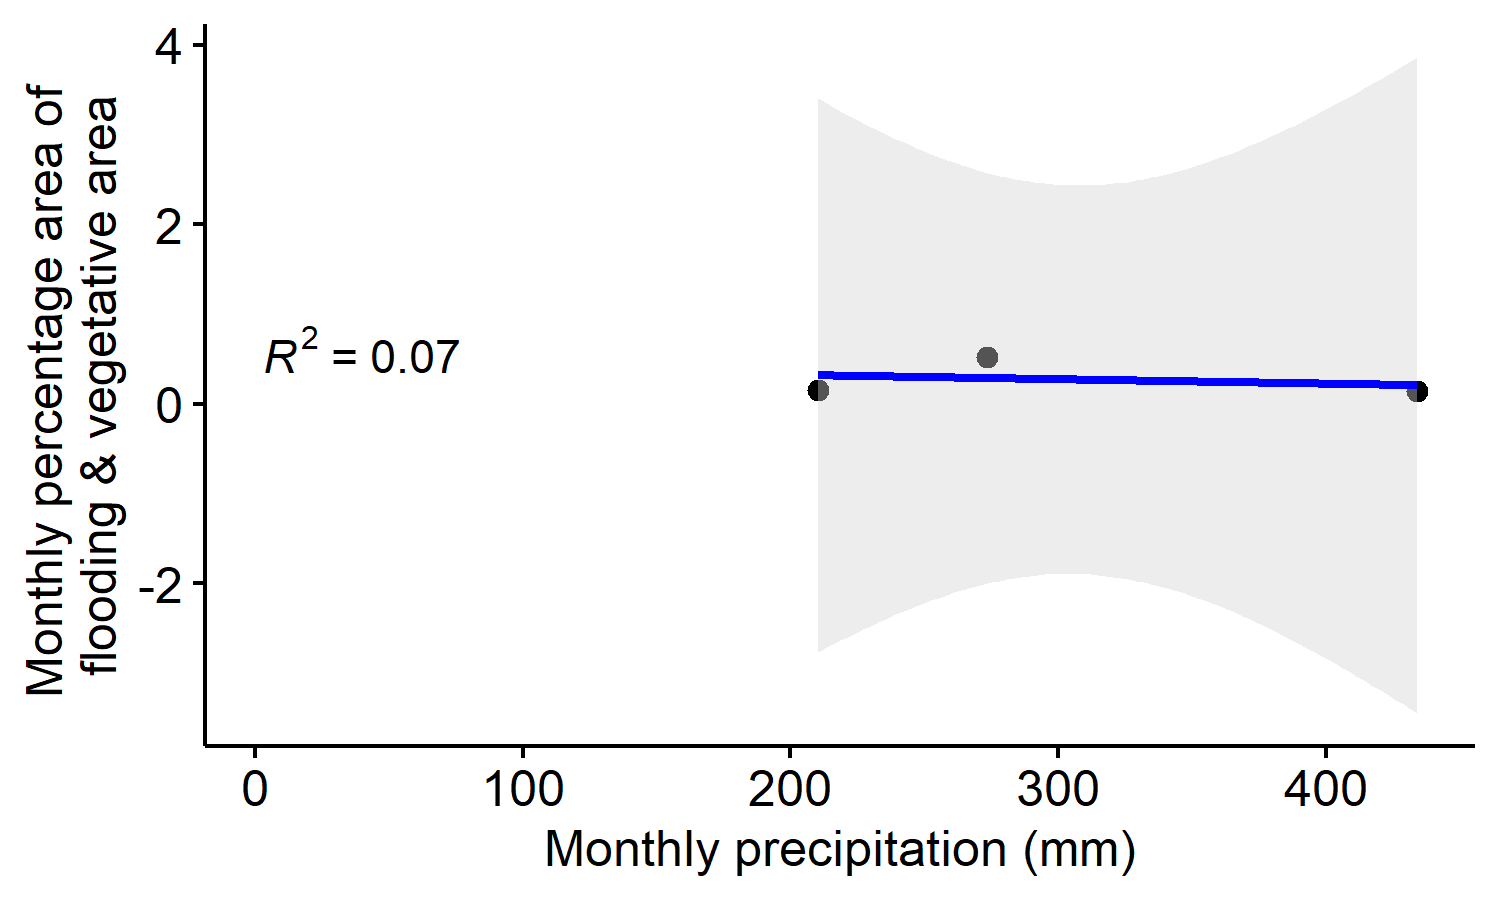 Monthly percentage area of
flooding & vegetative area
4
2
0
-2
R² = 0.07
0 100 200 300 400
Monthly precipitation (mm)